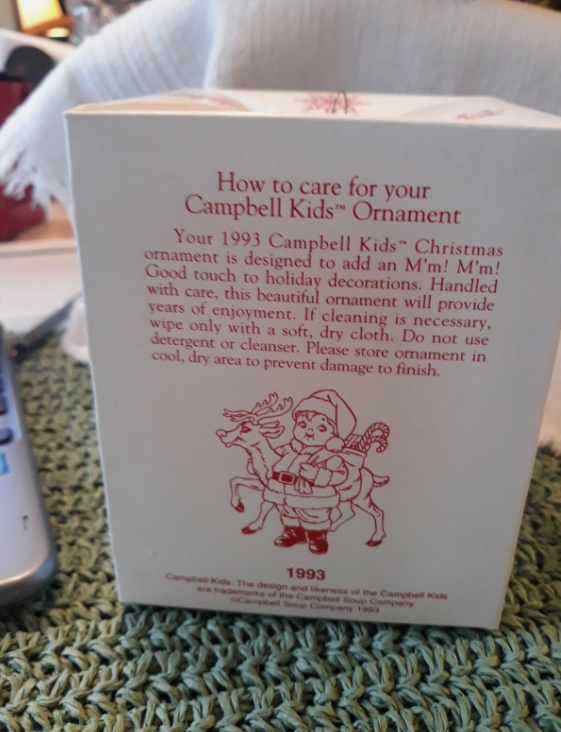 How to care for your
Campbell Kids™ Ornament
Your 1993 Campbell Kids™ Christmas
ornament is designed to add an M'm! M'm!
Good touch to holiday decorations. Handled
with care, this beautiful ornament will provide
years of enjoyment. If cleaning is necessary,
wipe only with a soft, dry cloth. Do not use
detergent or cleanser. Please store ornament in
cool, dry area to prevent damage to finish.
1993
Campbell Kids: The design and likeness of the Campbell Kids
are trademarks of the Campbell Soup Company
©Campbell Soup Company 1993